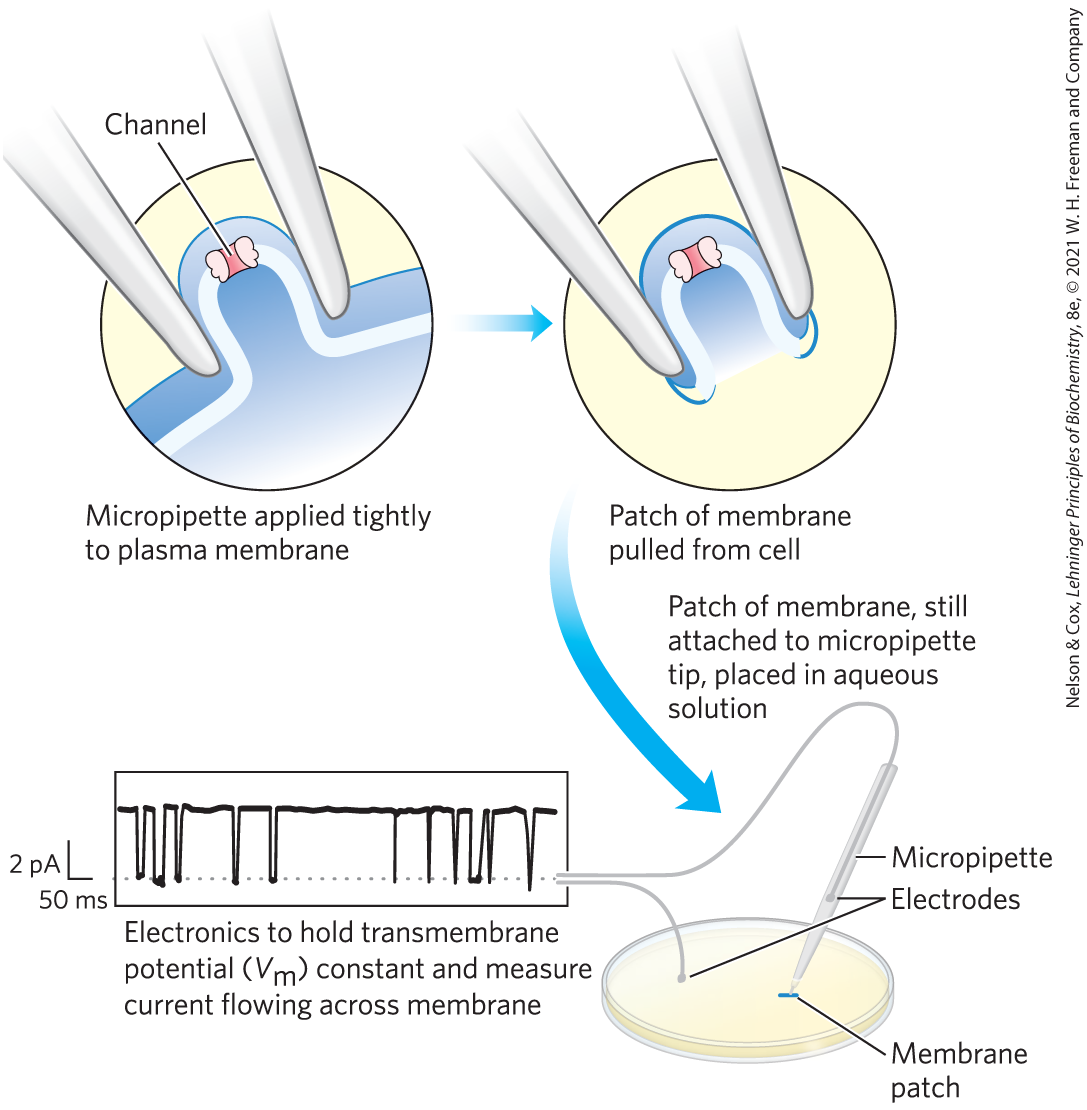 Channel
Micropipette applied tightly
to plasma membrane
Patch of membrane
pulled from cell
Patch of membrane, still
attached to micropipette
tip, placed in aqueous
solution
2 pA
50 ms
Electronics to hold transmembrane
potential (Vm) constant and measure
current flowing across membrane
Micropipette
Electrodes
Membrane
patch
Nelson & Cox, Lehninger Principles of Biochemistry, 8e, © 2021 W. H. Freeman and Company